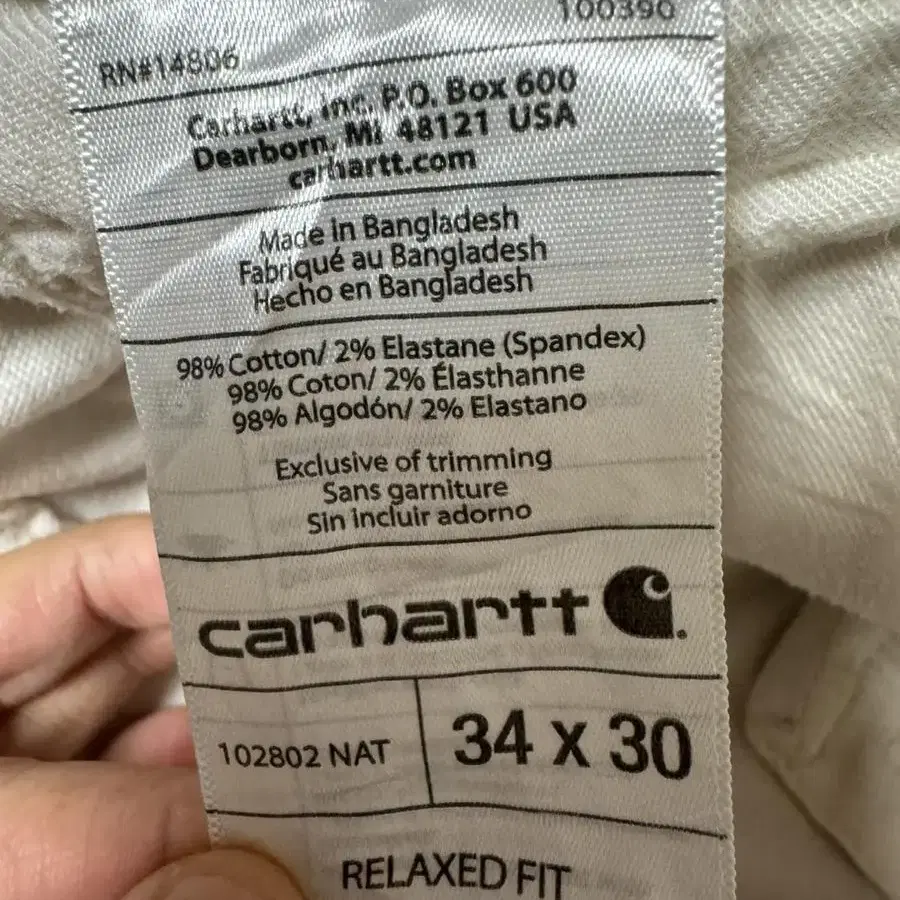 100390
RN#14806
Carhartt, Inc. P.O. Box 600
Dearborn, MI 48121 USA
carhartt.com
Made in Bangladesh
Fabriqué au Bangladesh
Hecho en Bangladesh
98% Cotton/ 2% Elastane (Spandex)
98% Coton/ 2% Élasthanne
98% Algodón/ 2% Elastano
Exclusive of trimming
Sans garniture
Sin incluir adorno
carhartt
102802 NAT
34 x 30
RELAXED FIT